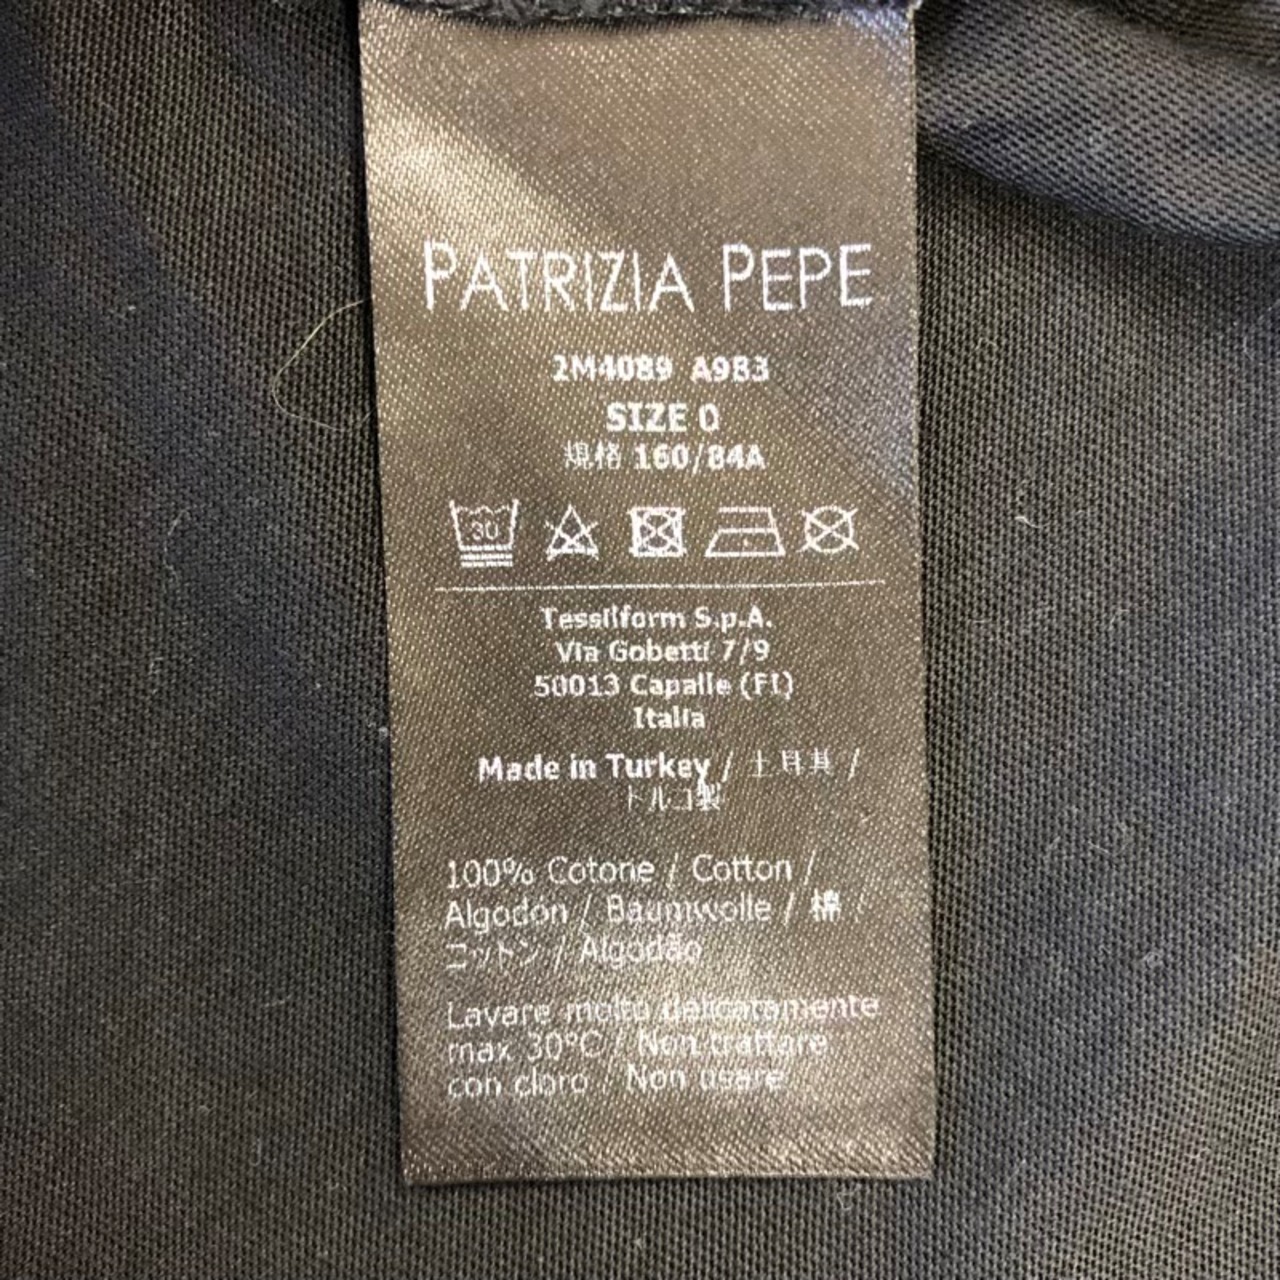 PATRIZIA PEPE
2M4089 A983
SIZE 0
規格 160/84A
30
Tessilform S.p.A.
Via Gobetti 7/9
50013 Capalle (FI)
Italia
Made in Turkey / 土耳其 /
トルコ製
100% Cotone / Cotton /
Algodón / Baumwolle / 棉 /
コットン / Algodão
Lavare molto delicatamente
max 30°C / Non trattare
con cloro / Non usare